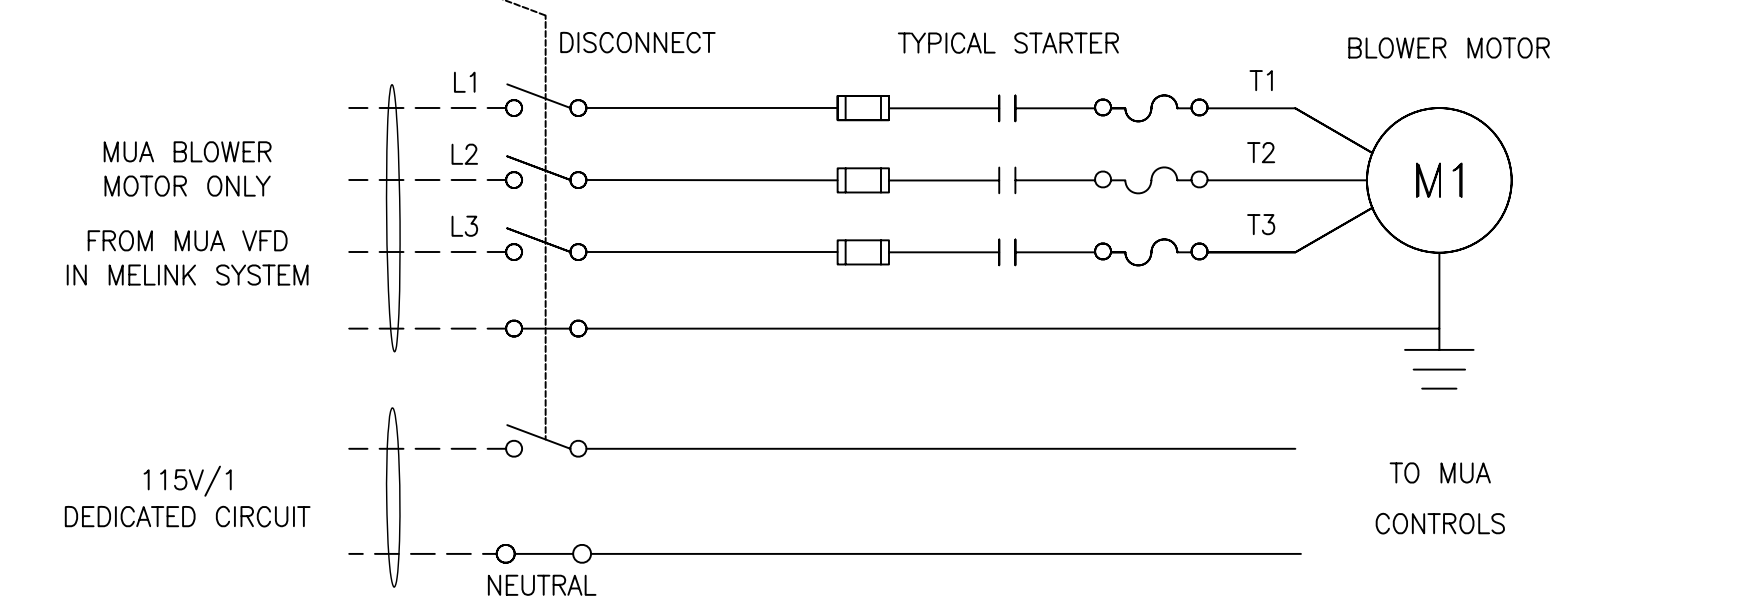 DISCONNECT
TYPICAL STARTER
BLOWER MOTOR
L1
T1
MUA BLOWER
MOTOR ONLY
L2
T2
M1
FROM MUA VFD
IN MELINK SYSTEM
L3
T3
115V/1
DEDICATED CIRCUIT
TO MUA
CONTROLS
NEUTRAL